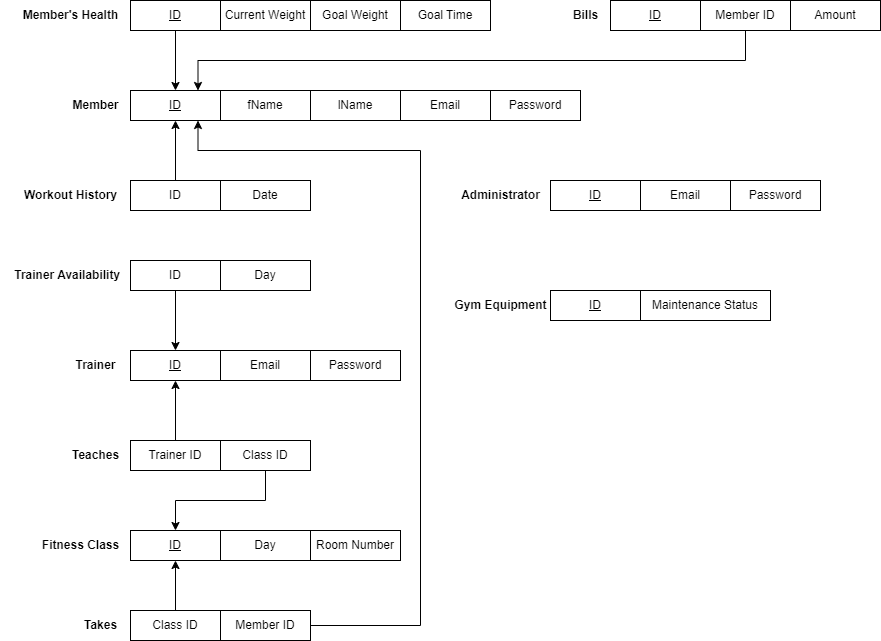 Member's Health ID Current Weight Goal Weight Goal Time
Bills ID Member ID Amount
Member ID fName lName Email Password
Workout History ID Date
Administrator ID Email Password
Trainer Availability ID Day
Gym Equipment ID Maintenance Status
Trainer ID Email Password
Teaches Trainer ID Class ID
Fitness Class ID Day Room Number
Takes Class ID Member ID